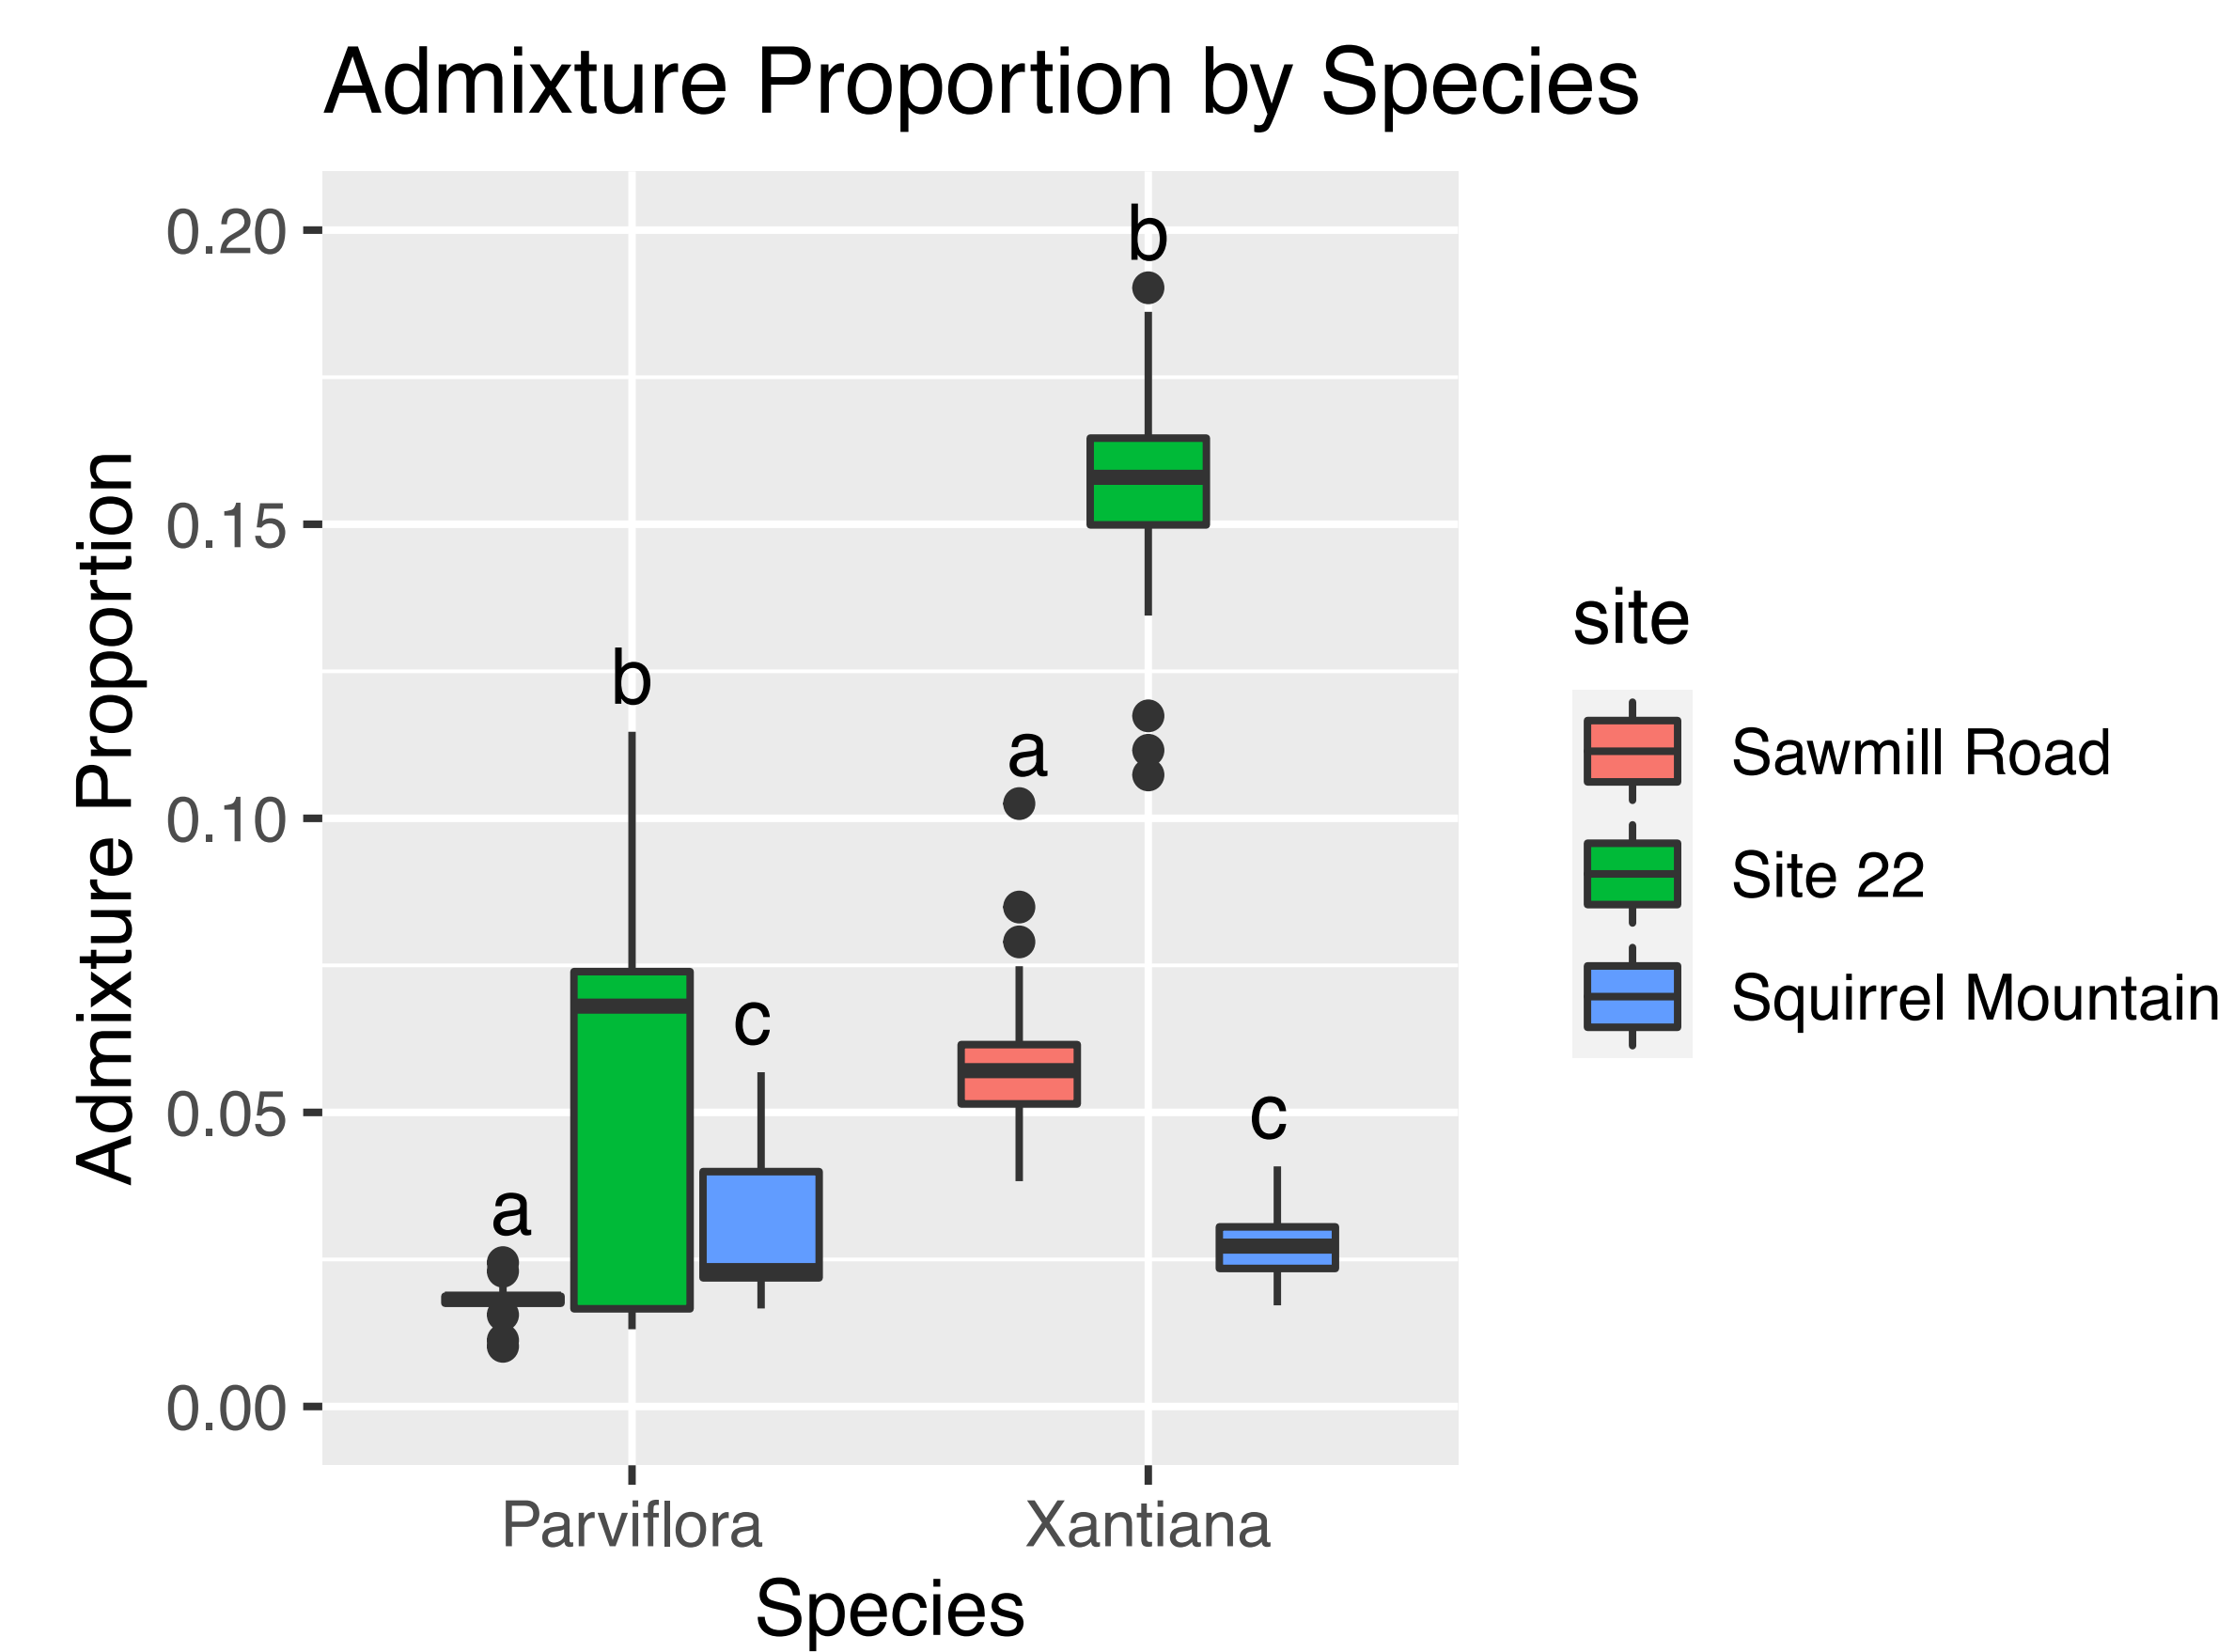 Admixture Proportion by Species
Admixture Proportion
0.20
0.15
0.10
0.05
0.00
b
b
a
c
a
c
Parviflora
Xantiana
Species
site
Sawmill Road
Site 22
Squirrel Mountain